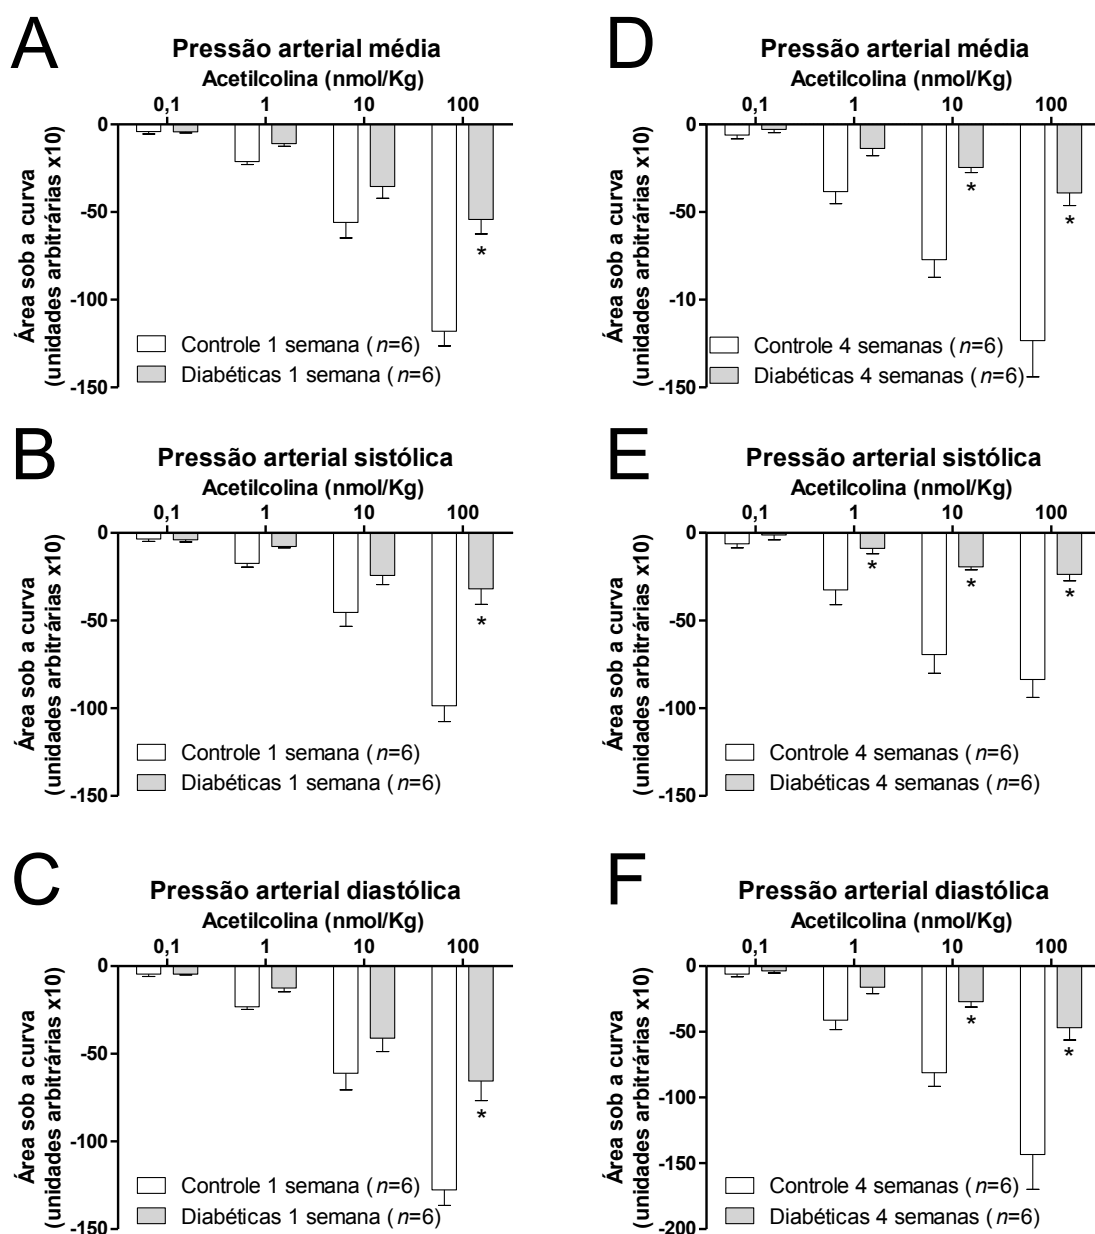 A
Pressão arterial média
Acetilcolina (nmol/Kg)
0,1 1 10 100
0
-50
-100
-150
Área sob a curva
(unidades arbitrárias x10)
*
Controle 1 semana (n=6)
Diabéticas 1 semana (n=6)
D
Pressão arterial média
Acetilcolina (nmol/Kg)
0,1 1 10 100
0
-50
-100
-150
Área sob a curva
(unidades arbitrárias x10)
* *
Controle 4 semanas (n=6)
Diabéticas 4 semanas (n=6)
B
Pressão arterial sistólica
Acetilcolina (nmol/Kg)
0,1 1 10 100
0
-50
-100
-150
Área sob a curva
(unidades arbitrárias x10)
*
Controle 1 semana (n=6)
Diabéticas 1 semana (n=6)
E
Pressão arterial sistólica
Acetilcolina (nmol/Kg)
0,1 1 10 100
0
-50
-100
-150
Área sob a curva
(unidades arbitrárias x10)
* * *
Controle 4 semanas (n=6)
Diabéticas 4 semanas (n=6)
C
Pressão arterial diastólica
Acetilcolina (nmol/Kg)
0,1 1 10 100
0
-50
-100
-150
Área sob a curva
(unidades arbitrárias x10)
*
Controle 1 semana (n=6)
Diabéticas 1 semana (n=6)
F
Pressão arterial diastólica
Acetilcolina (nmol/Kg)
0,1 1 10 100
0
-50
-100
-150
-200
Área sob a curva
(unidades arbitrárias x10)
* *
Controle 4 semanas (n=6)
Diabéticas 4 semanas (n=6)